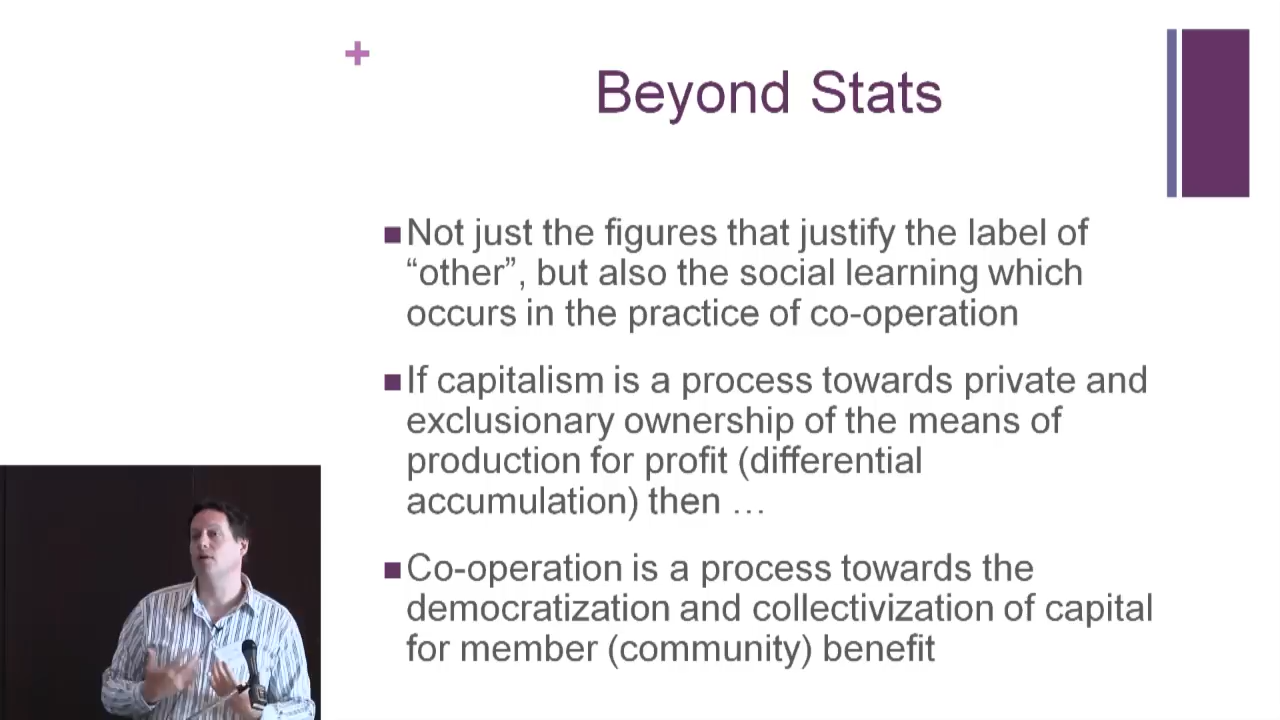 +
Beyond Stats
■Not just the figures that justify the label of
“other”, but also the social learning which
occurs in the practice of co-operation
■If capitalism is a process towards private and
exclusionary ownership of the means of
production for profit (differential
accumulation) then …
■Co-operation is a process towards the
democratization and collectivization of capital
for member (community) benefit